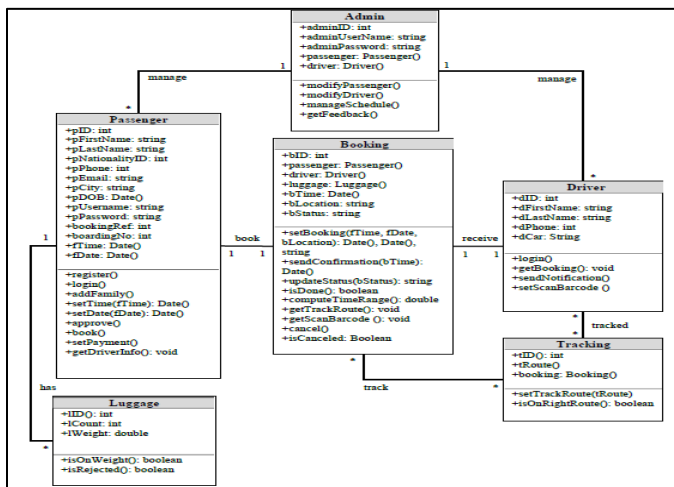 Admin
+adminID: int
+adminUserName: string
+adminPassword: string
+passenger: Passenger()
+driver: Driver()
+modifyPassenger()
+modifyDriver()
+manageSchedule()
+getFeedback()
1
1
manage
manage
*
*
Passenger
+pID: int
+pFirstName: string
+pLastName: string
+pNationalityID: int
+pPhone: int
+pEmail: string
+pCity: string
+pDOB: Date()
+pUsername: string
+pPassword: string
+bookingRef: int
+boardingNo: int
+fTime: Date()
+fDate: Date()
+register()
+login()
+addFamily()
+setTime(fTime): Date()
+setDate(fDate): Date()
+approve()
+book()
+setPayment()
+getDriverInfo(): void
book
1
1
Booking
+bID: int
+passenger: Passenger()
+driver: Driver()
+luggage: Luggage()
+bTime: Date()
+bLocation: string
+bStatus: string
+setBooking(fTime, fDate,
bLocation): Date(), Date(),
string
+sendConfirmation(bTime):
Date()
+updateStatus(bStatus): string
+isDone(): boolean
+computeTimeRange(): double
+getTrackRoute(): void
+getScanBarcode (): void
+cancel()
+isCanceled: Boolean
receive
1
1
Driver
+dID: int
+dFirstName: string
+dLastName: string
+dPhone: int
+dCar: String
+login()
+getBooking(): void
+sendNotification()
+setScanBarcode ()
*
tracked
*
Tracking
+tID(): int
+tRoute()
+booking: Booking()
+setTrackRoute(tRoute)
+isOnRightRoute(): boolean
*
track
*
1
has
*
Luggage
+lID(): int
+lCount: int
+lWeight: double
+isOnWeight(): boolean
+isRejected(): boolean